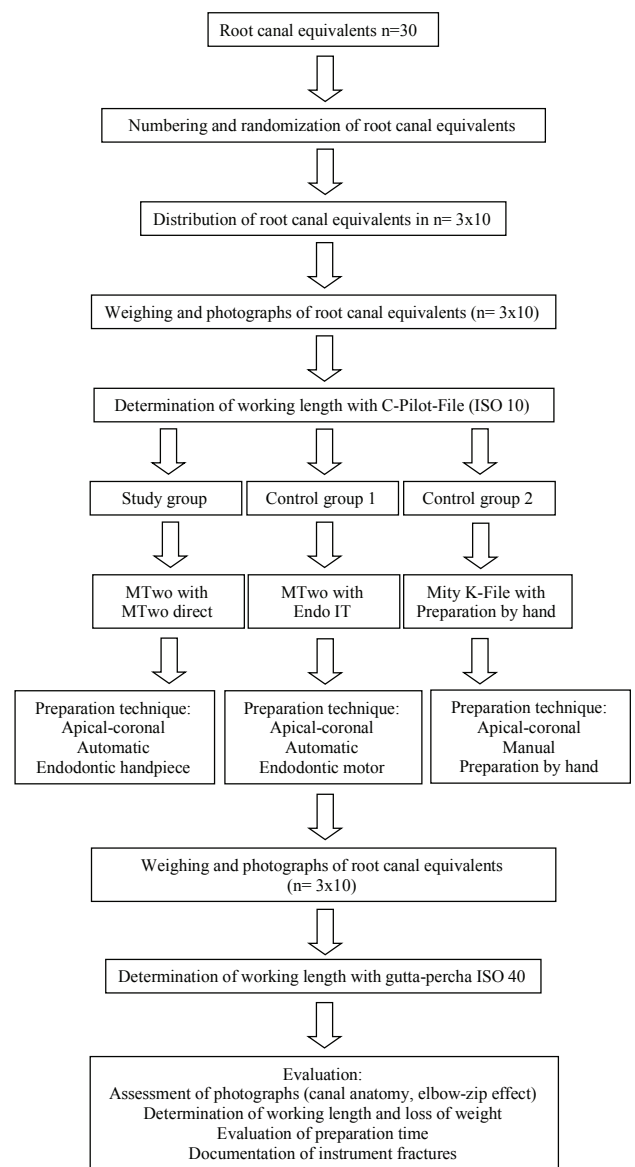 Root canal equivalents n=30
Numbering and randomization of root canal equivalents
Distribution of root canal equivalents in n= 3x10
Weighing and photographs of root canal equivalents (n= 3x10)
Determination of working length with C-Pilot-File (ISO 10)
Study group
Control group 1
Control group 2
MTwo with
MTwo direct
MTwo with
Endo IT
Mity K-File with
Preparation by hand
Preparation technique:
Apical-coronal
Automatic
Endodontic handpiece
Preparation technique:
Apical-coronal
Automatic
Endodontic motor
Preparation technique:
Apical-coronal
Manual
Preparation by hand
Weighing and photographs of root canal equivalents
(n= 3x10)
Determination of working length with gutta-percha ISO 40
Evaluation:
Assessment of photographs (canal anatomy, elbow-zip effect)
Determination of working length and loss of weight
Evaluation of preparation time
Documentation of instrument fractures